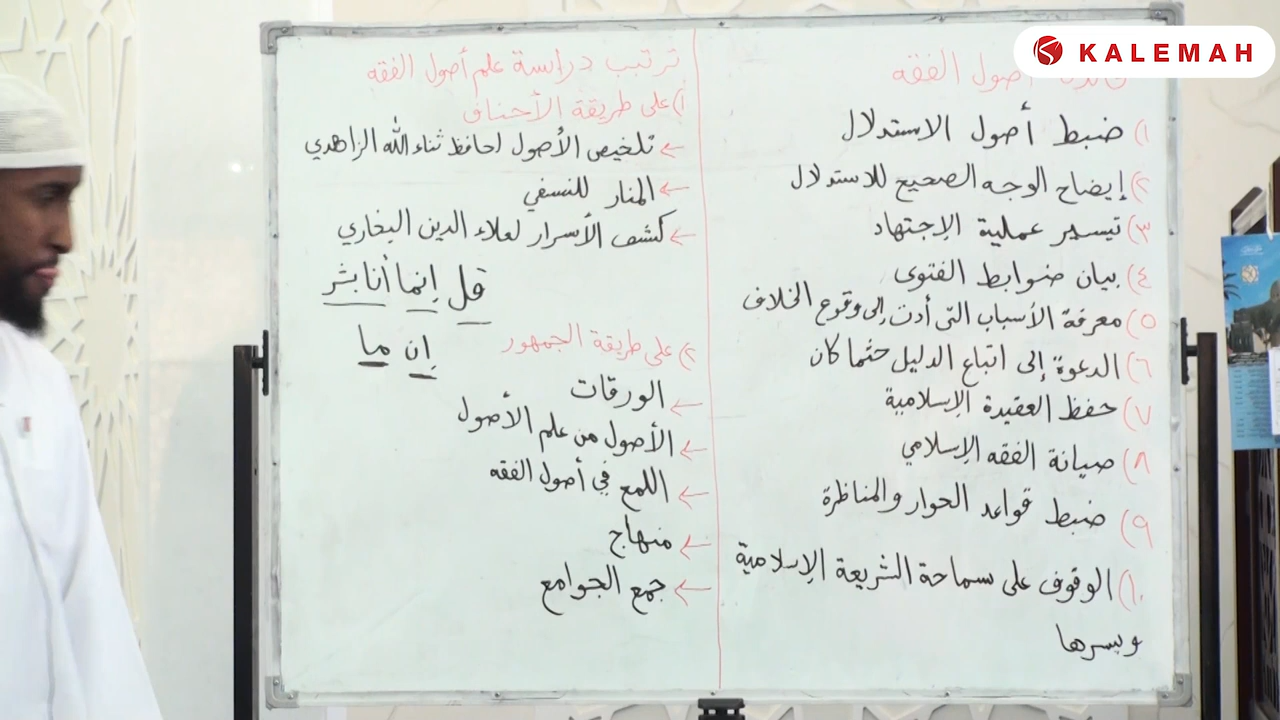 KALEMAH
أصول الفقه
١) ضبط أصول الاستدلال
٢) إيضاح الوجه الصحيح للاستدلال
٣) تيسير عملية الإجتهاد
٤) بيان ضوابط الفتوى
٥) معرفة الأسباب التى أدت إلى وقوع الخلاف
٦) الدعوة إلى اتباع الدليل حثما كان
٧) حفظ العقيدة الإسلامية
٨) صيانة الفقه الإسلامي
٩) ضبط قواعد الحوار والمناظرة
١٠) الوقوف على سماحة الشريعة الإسلامية
ويسرها
ترتيب دراسة علم أصول الفقه
١) على طريقة الأحناف
← تلخيص الأصول لحافظ ثناء الله الزاهدي
← المنار للنسفي
← كشف الأسرار لعلاء الدين البخاري
قل إنما أنا بشر
إن ما
٢) على طريقة الجمهور
← الورقات
← الأصول من علم الأصول
← اللمع في أصول الفقه
← منهاج
← جمع الجوامع